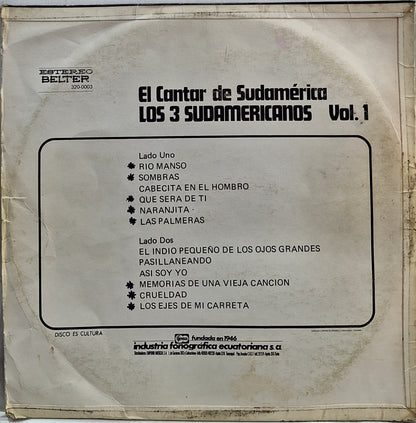 ESTEREO
BELTER
320-0003
El Cantar de Sudamérica
LOS 3 SUDAMERICANOS Vol. 1
Lado Uno
RIO MANSO
SOMBRAS
CABECITA EN EL HOMBRO
QUE SERA DE TI
NARANJITA
LAS PALMERAS
Lado Dos
EL INDIO PEQUEÑO DE LOS OJOS GRANDES
PASILLANEANDO
ASI SOY YO
MEMORIAS DE UNA VIEJA CANCION
CRUELDAD
LOS EJES DE MI CARRETA
DISCO ES CULTURA
fundada en 1946
industria fonografica ecuatoriana s.a.